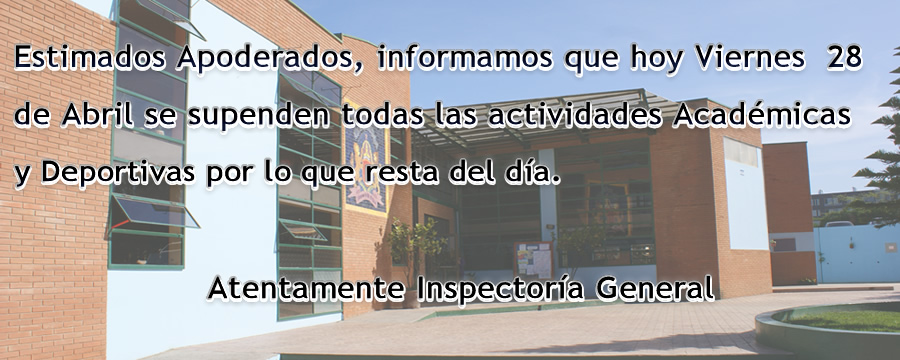 Estimados Apoderados, informamos que hoy Viernes 28
de Abril se supenden todas las actividades Académicas
y Deportivas por lo que resta del día.
Atentamente Inspectoría General